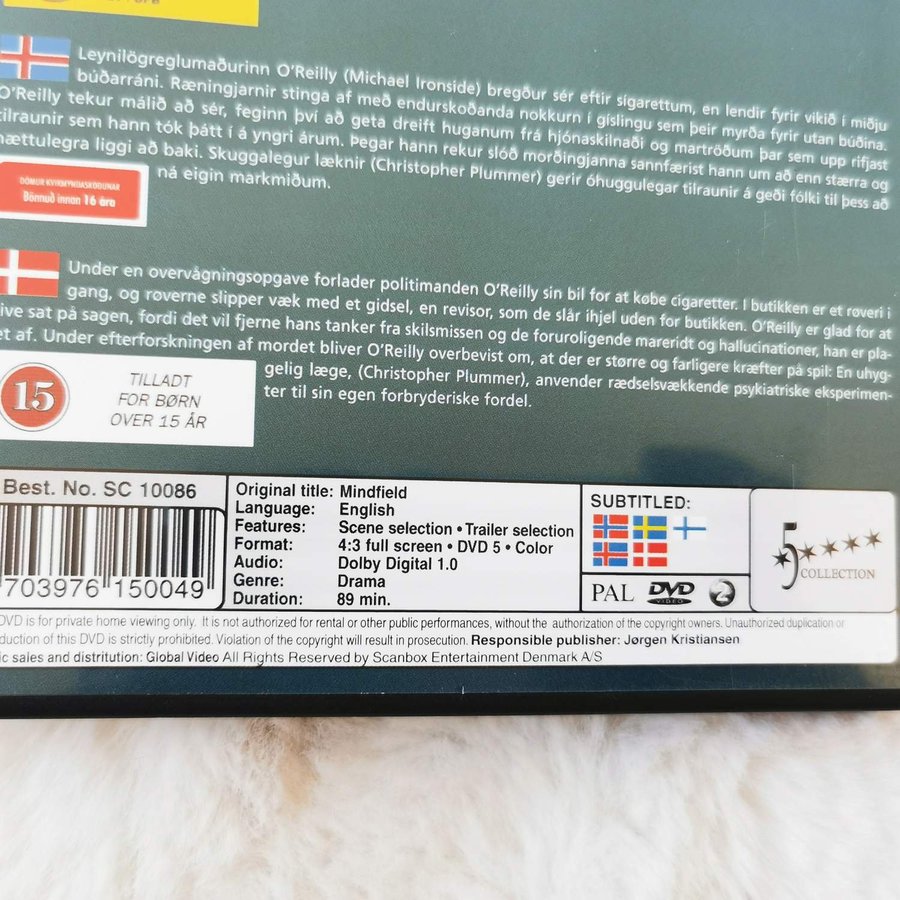 Leynilögreglumaðurinn O'Reilly (Michael Ironside) bregður sér eftir sígarettum, en lendir fyrir vikið í miðju
búðarráni. Ræningjarnir stinga af með endurskoðanda nokkurn í gíslingu sem þeir myrða fyrir utan búðina.
O'Reilly tekur málið að sér, feginn því að geta dreift huganum frá hjónaskilnaði og martröðum þar sem upp rifjast
tilraunir sem hann tók þátt í á yngri árum. Þegar hann rekur slóð morðingjanna sannfærist hann um að enn stærra og
hættulegra liggi að baki. Skuggalegur læknir (Christopher Plummer) gerir óhuggulegar tilraunir á geði fólki til þess að
ná eigin markmiðum.
DÓMUR KVIKMYNDASKOÐUNAR
Bönnuð innan 16 ára
Under en overvågningsopgave forlader politimanden O'Reilly sin bil for at købe cigaretter. I butikken er et røveri i
gang, og røverne slipper væk med et gidsel, en revisor, som de slår ihjel uden for butikken. O'Reilly er glad for at
ive sat på sagen, fordi det vil fjerne hans tanker fra skilsmissen og de foruroligende mareridt og hallucinationer, han er pla-
et af. Under efterforskningen af mordet bliver O'Reilly overbevist om, at der er større og farligere kræfter på spil: En uhyg-
gelig læge, (Christopher Plummer), anvender rædselsvækkende psykiatriske eksperimen-
ter til sin egen forbryderiske fordel.
15
TILLADT
FOR BØRN
OVER 15 ÅR
Best. No. SC 10086
703976 150049
Original title: Mindfield
Language: English
Features: Scene selection • Trailer selection
Format: 4:3 full screen • DVD 5 • Color
Audio: Dolby Digital 1.0
Genre: Drama
Duration: 89 min.
SUBTITLED:
PAL DVD VIDEO 2
5
COLLECTION
DVD is for private home viewing only. It is not authorized for rental or other public performances, without the authorization of the copyright owners. Unauthorized duplication or
duction of this DVD is strictly prohibited. Violation of the copyright will result in prosecution. Responsible publisher: Jørgen Kristiansen
ic sales and distritution: Global Video All Rights Reserved by Scanbox Entertainment Denmark A/S